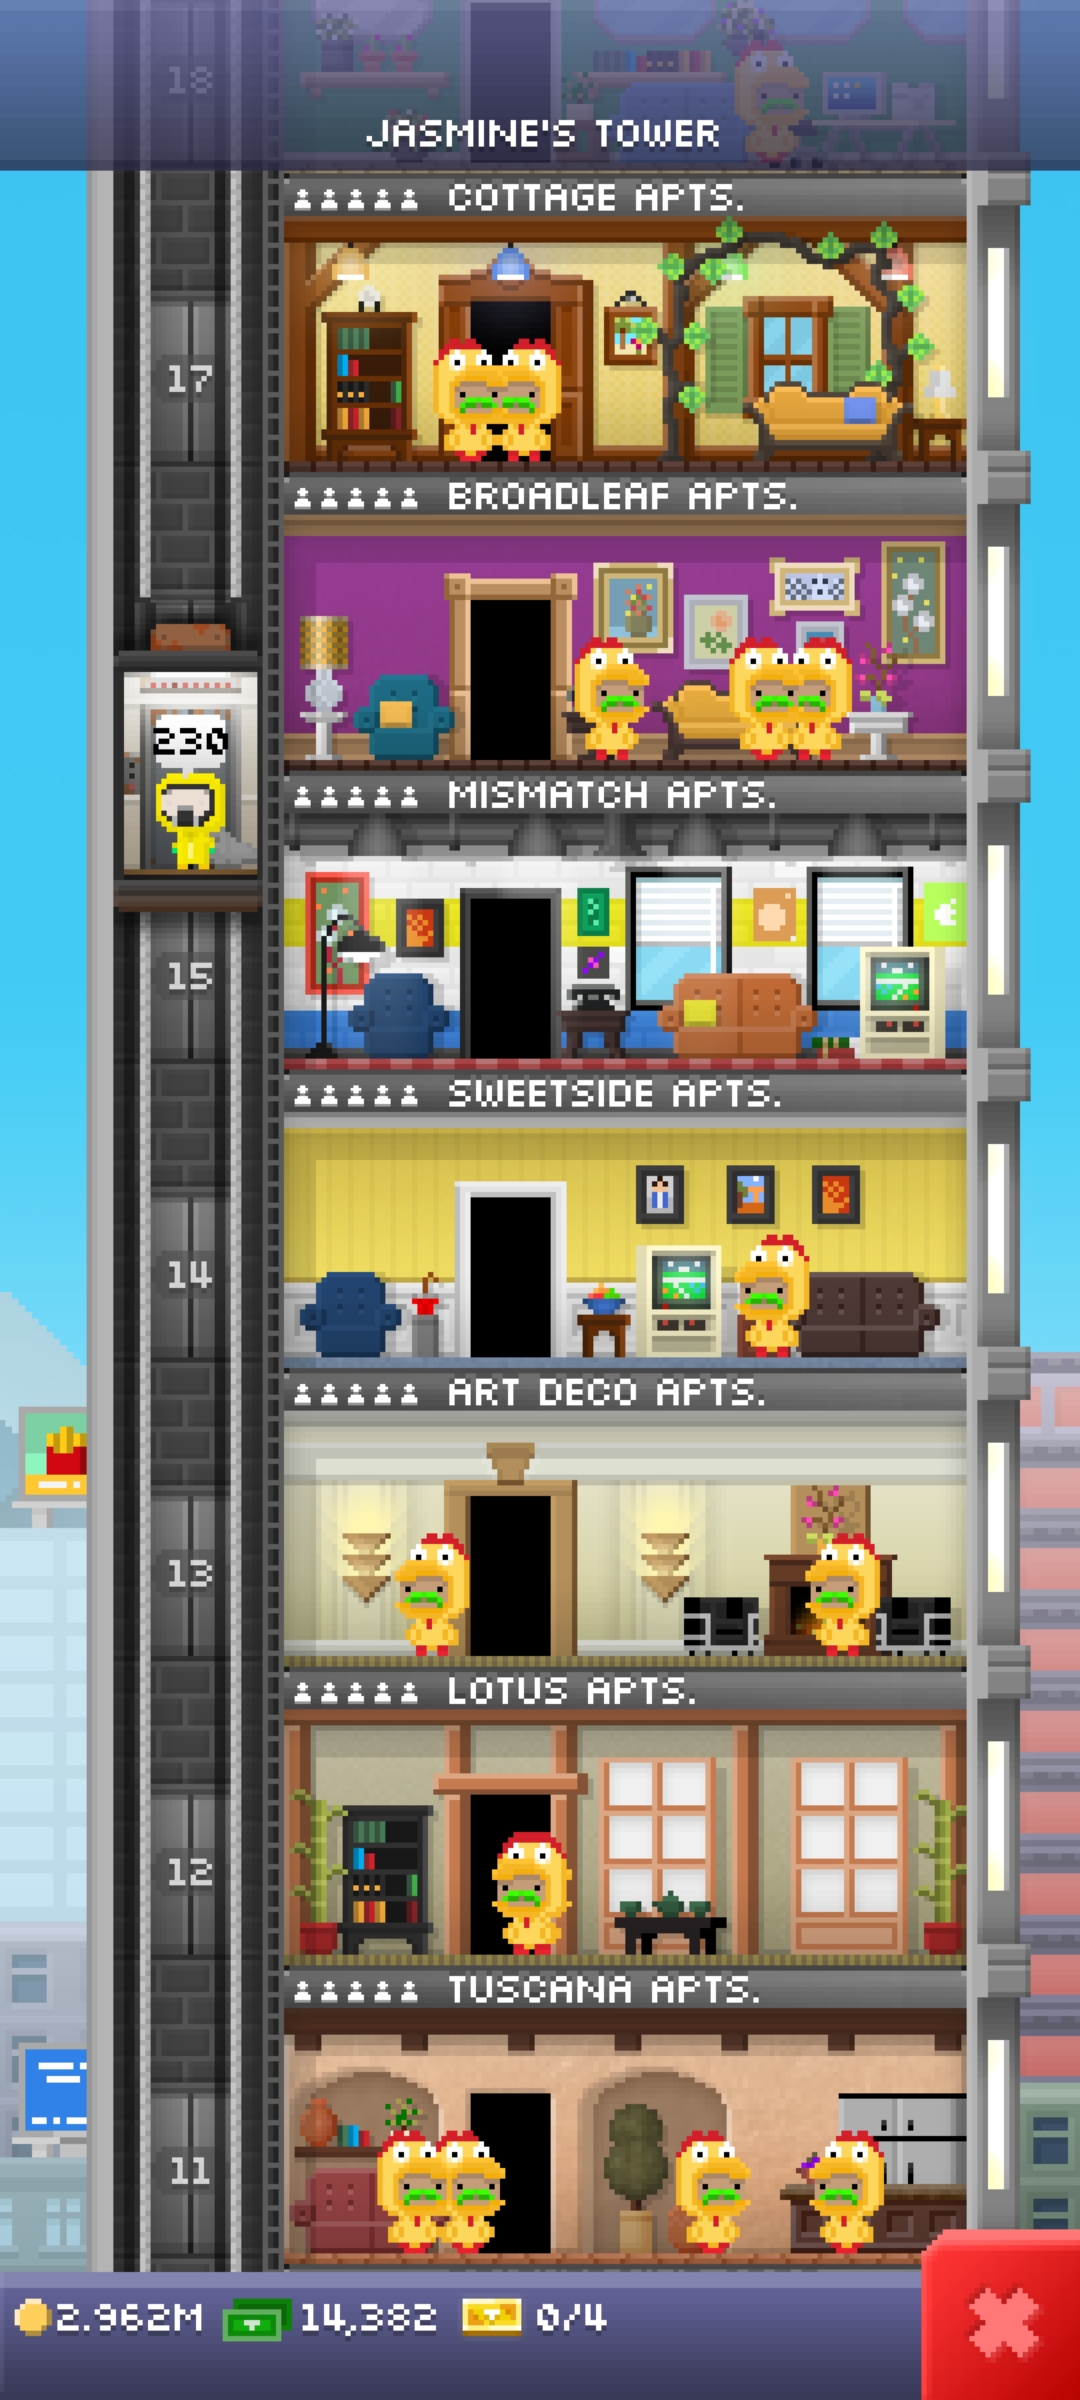 18
JASMINE'S TOWER
COTTAGE APTS.
17
BROADLEAF APTS.
230
MISMATCH APTS.
15
SWEETSIDE APTS.
14
ART DECO APTS.
13
LOTUS APTS.
12
TUSCANA APTS.
11
2.962M 14,382 0/4